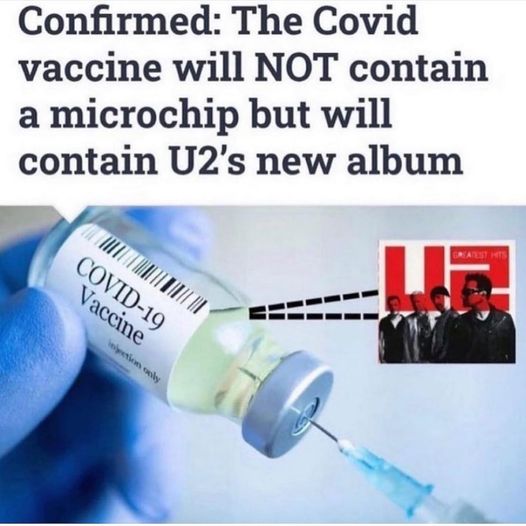 Confirmed: The Covid
vaccine will NOT contain
a microchip but will
contain U2's new album
COVID-19
Vaccine
injection only
GREATEST HITS
U2